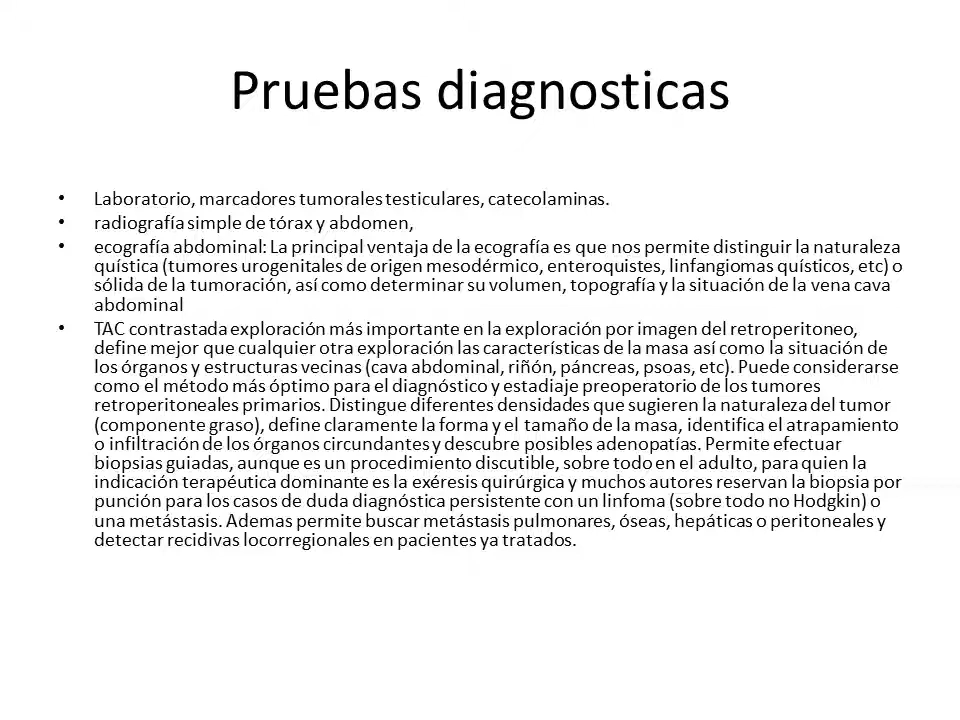 Pruebas diagnosticas
• Laboratorio, marcadores tumorales testiculares, catecolaminas.
• radiografía simple de tórax y abdomen,
• ecografía abdominal: La principal ventaja de la ecografía es que nos permite distinguir la naturaleza
quística (tumores urogenitales de origen mesodérmico, enteroquistes, linfangiomas quísticos, etc) o
sólida de la tumoración, así como determinar su volumen, topografía y la situación de la vena cava
abdominal
• TAC contrastada exploración más importante en la exploración por imagen del retroperitoneo,
define mejor que cualquier otra exploración las características de la masa así como la situación de
los órganos y estructuras vecinas (cava abdominal, riñón, páncreas, psoas, etc). Puede considerarse
como el método más óptimo para el diagnóstico y estadiaje preoperatorio de los tumores
retroperitoneales primarios. Distingue diferentes densidades que sugieren la naturaleza del tumor
(componente graso), define claramente la forma y el tamaño de la masa, identifica el atrapamiento
o infiltración de los órganos circundantes y descubre posibles adenopatías. Permite efectuar
biopsias guiadas, aunque es un procedimiento discutible, sobre todo en el adulto, para quien la
indicación terapéutica dominante es la exéresis quirúrgica y muchos autores reservan la biopsia por
punción para los casos de duda diagnóstica persistente con un linfoma (sobre todo no Hodgkin) o
una metástasis. Ademas permite buscar metástasis pulmonares, óseas, hepáticas o peritoneales y
detectar recidivas locorregionales en pacientes ya tratados.